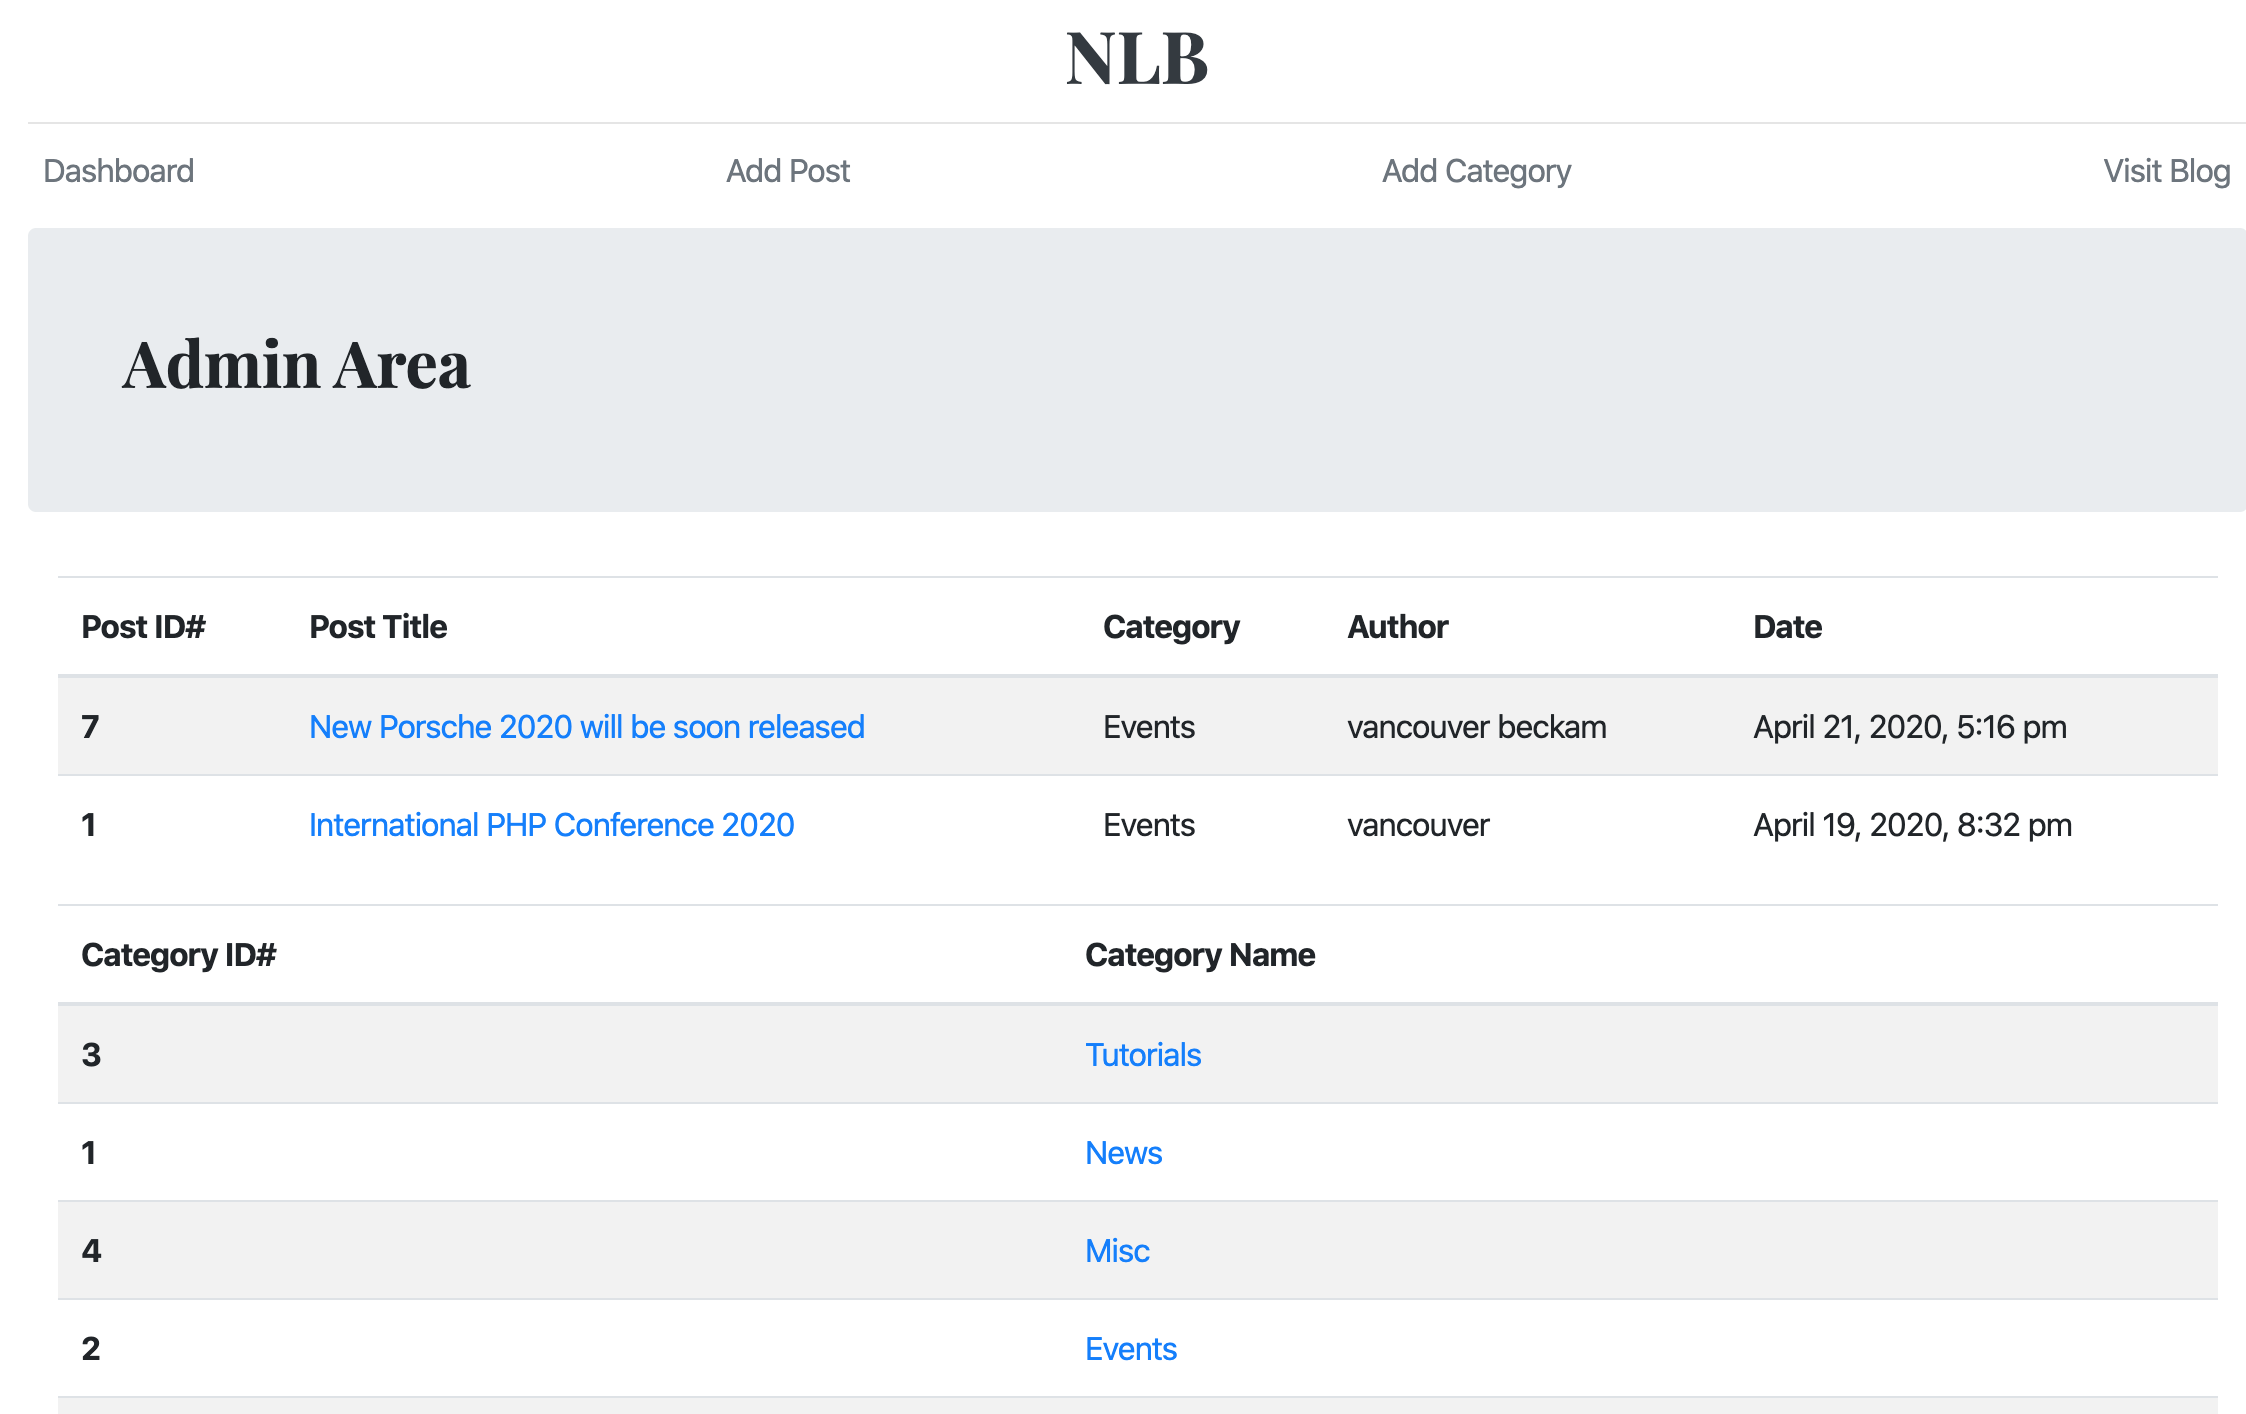 NLB
Dashboard Add Post Add Category Visit Blog
Admin Area
Post ID# Post Title Category Author Date
7 New Porsche 2020 will be soon released Events vancouver beckam April 21, 2020, 5:16 pm
1 International PHP Conference 2020 Events vancouver April 19, 2020, 8:32 pm
Category ID# Category Name
3 Tutorials
1 News
4 Misc
2 Events